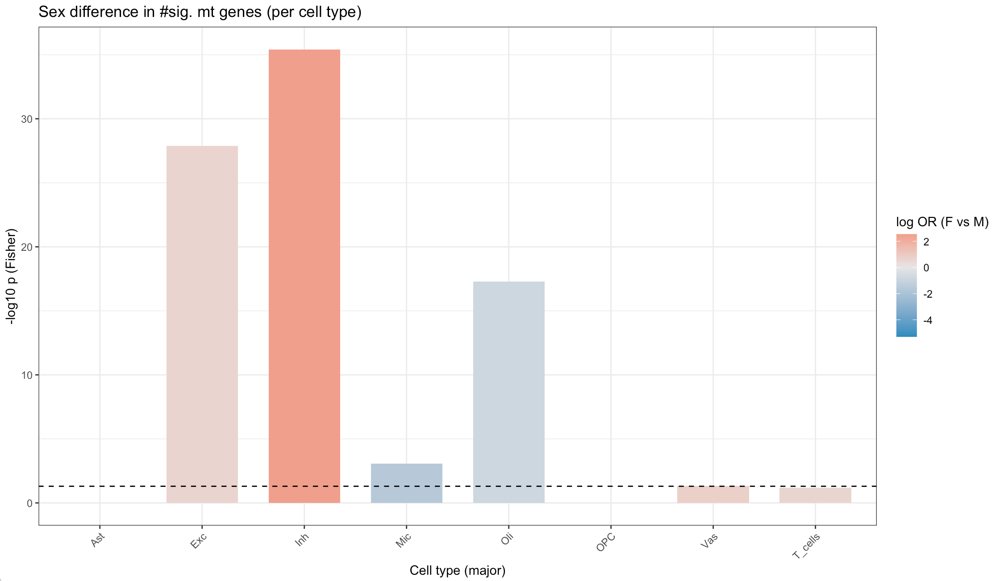 Sex difference in #sig. mt genes (per cell type)
-log10 p (Fisher)
30
20
10
0
Ast
Exc
Inh
Mic
Oli
OPC
Vas
T_cells
Cell type (major)
log OR (F vs M)
2
0
-2
-4